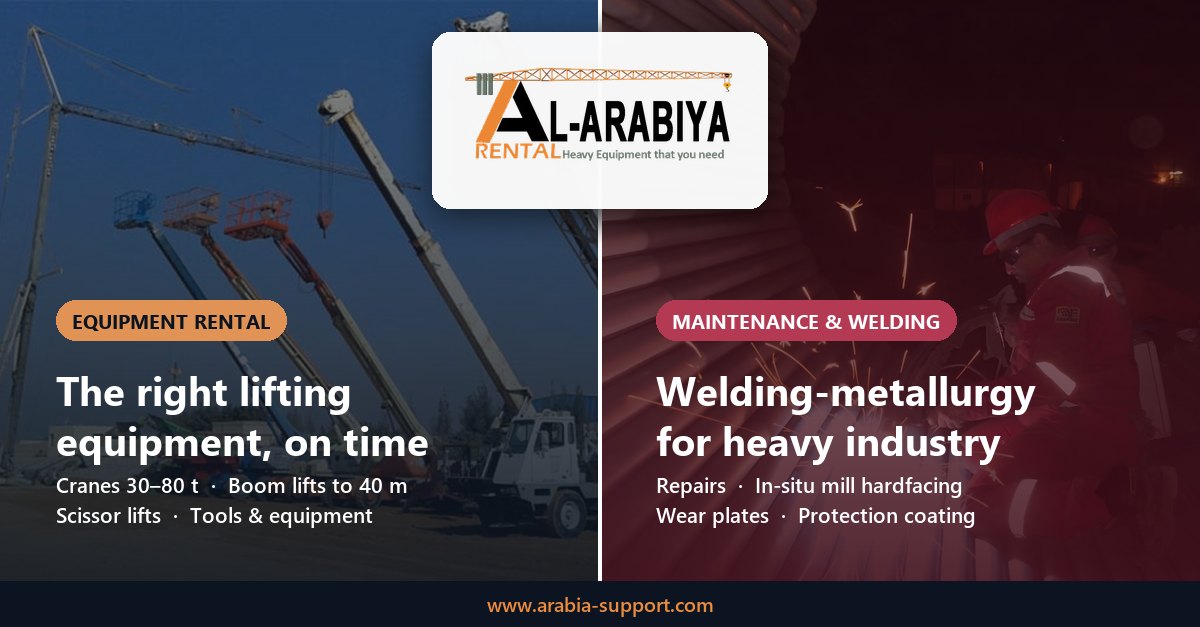 AL-ARABIYA
RENTAL Heavy Equipment that you need
EQUIPMENT RENTAL
The right lifting
equipment, on time
Cranes 30–80 t · Boom lifts to 40 m
Scissor lifts · Tools & equipment
MAINTENANCE & WELDING
Welding-metallurgy
for heavy industry
Repairs · In-situ mill hardfacing
Wear plates · Protection coating
www.arabia-support.com